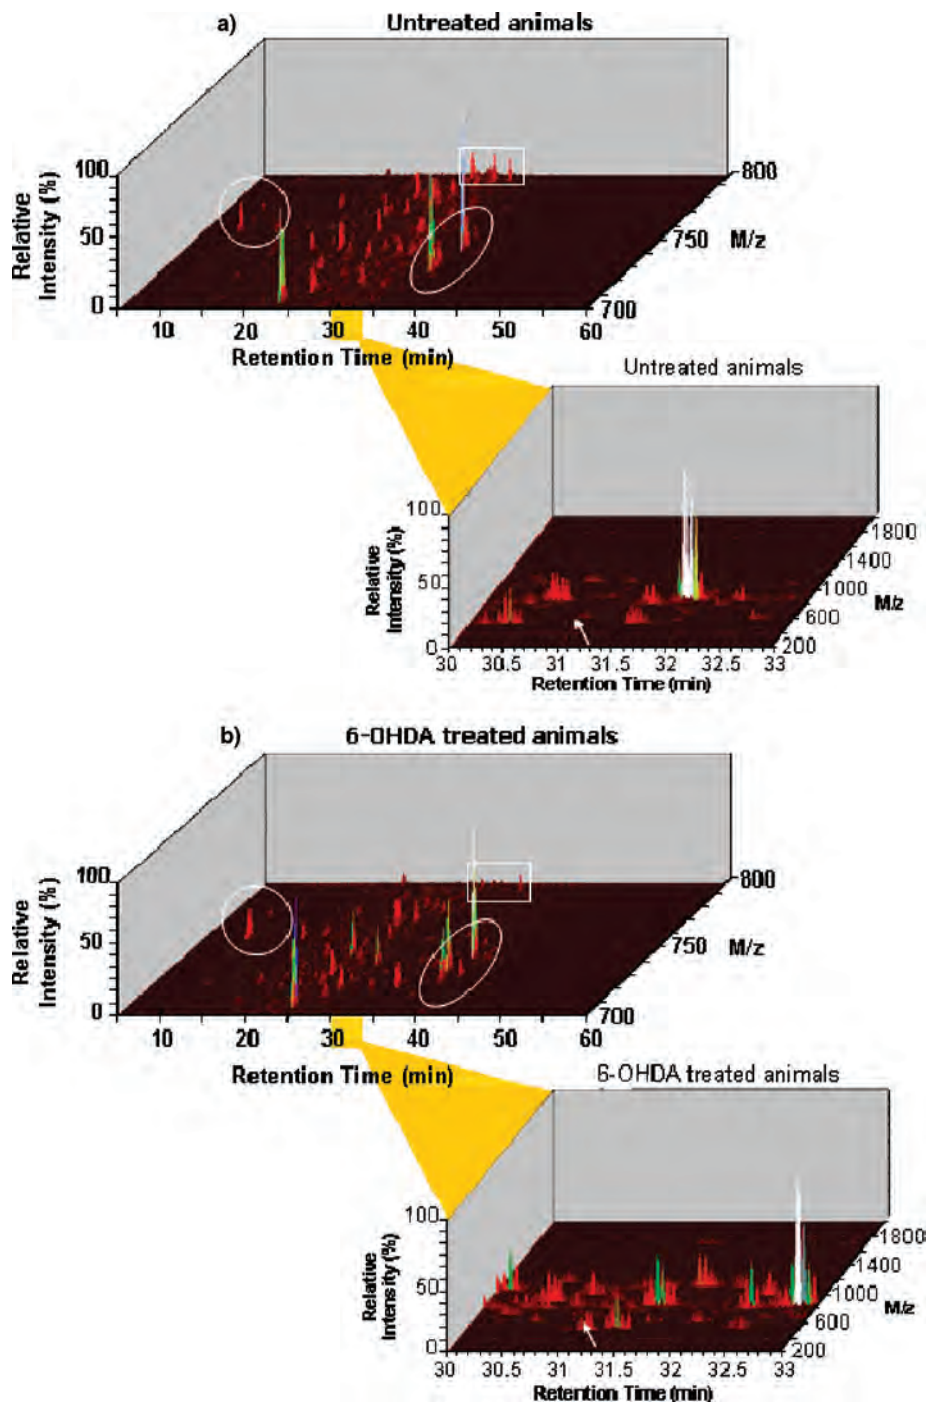 a) Untreated animals
100
50
0
Relative
Intensity (%)
800
750 M/z
700
10 20 30 40 50 60
Retention Time (min)
Untreated animals
100
50
0
Relative
Intensity (%)
1800
1400
1000
M/z
600
200
30 30.5 31 31.5 32 32.5 33
Retention Time (min)
b) 6-OHDA treated animals
100
50
0
Relative
Intensity (%)
800
750 M/z
700
10 20 30 40 50 60
Retention Time (min)
6-OHDA treated animals
100
50
0
Relative
Intensity (%)
1800
1400
1000
M/z
600
200
30 30.5 31 31.5 32 32.5 33
Retention Time (min)